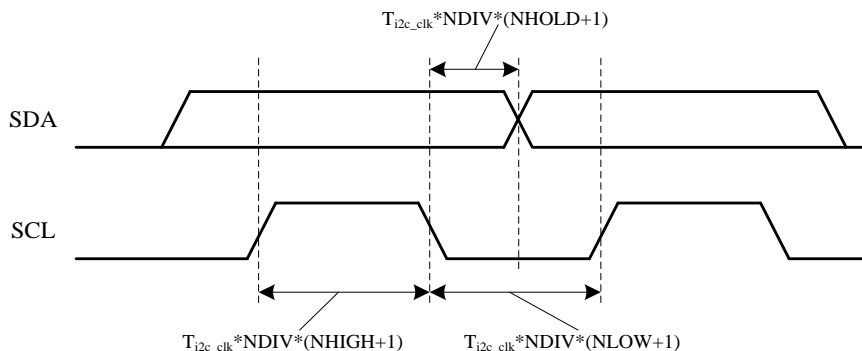 T_i2c_clk*NDIV*(NHOLD+1)
SDA
SCL
T_i2c_clk*NDIV*(NHIGH+1)
T_i2c_clk*NDIV*(NLOW+1)